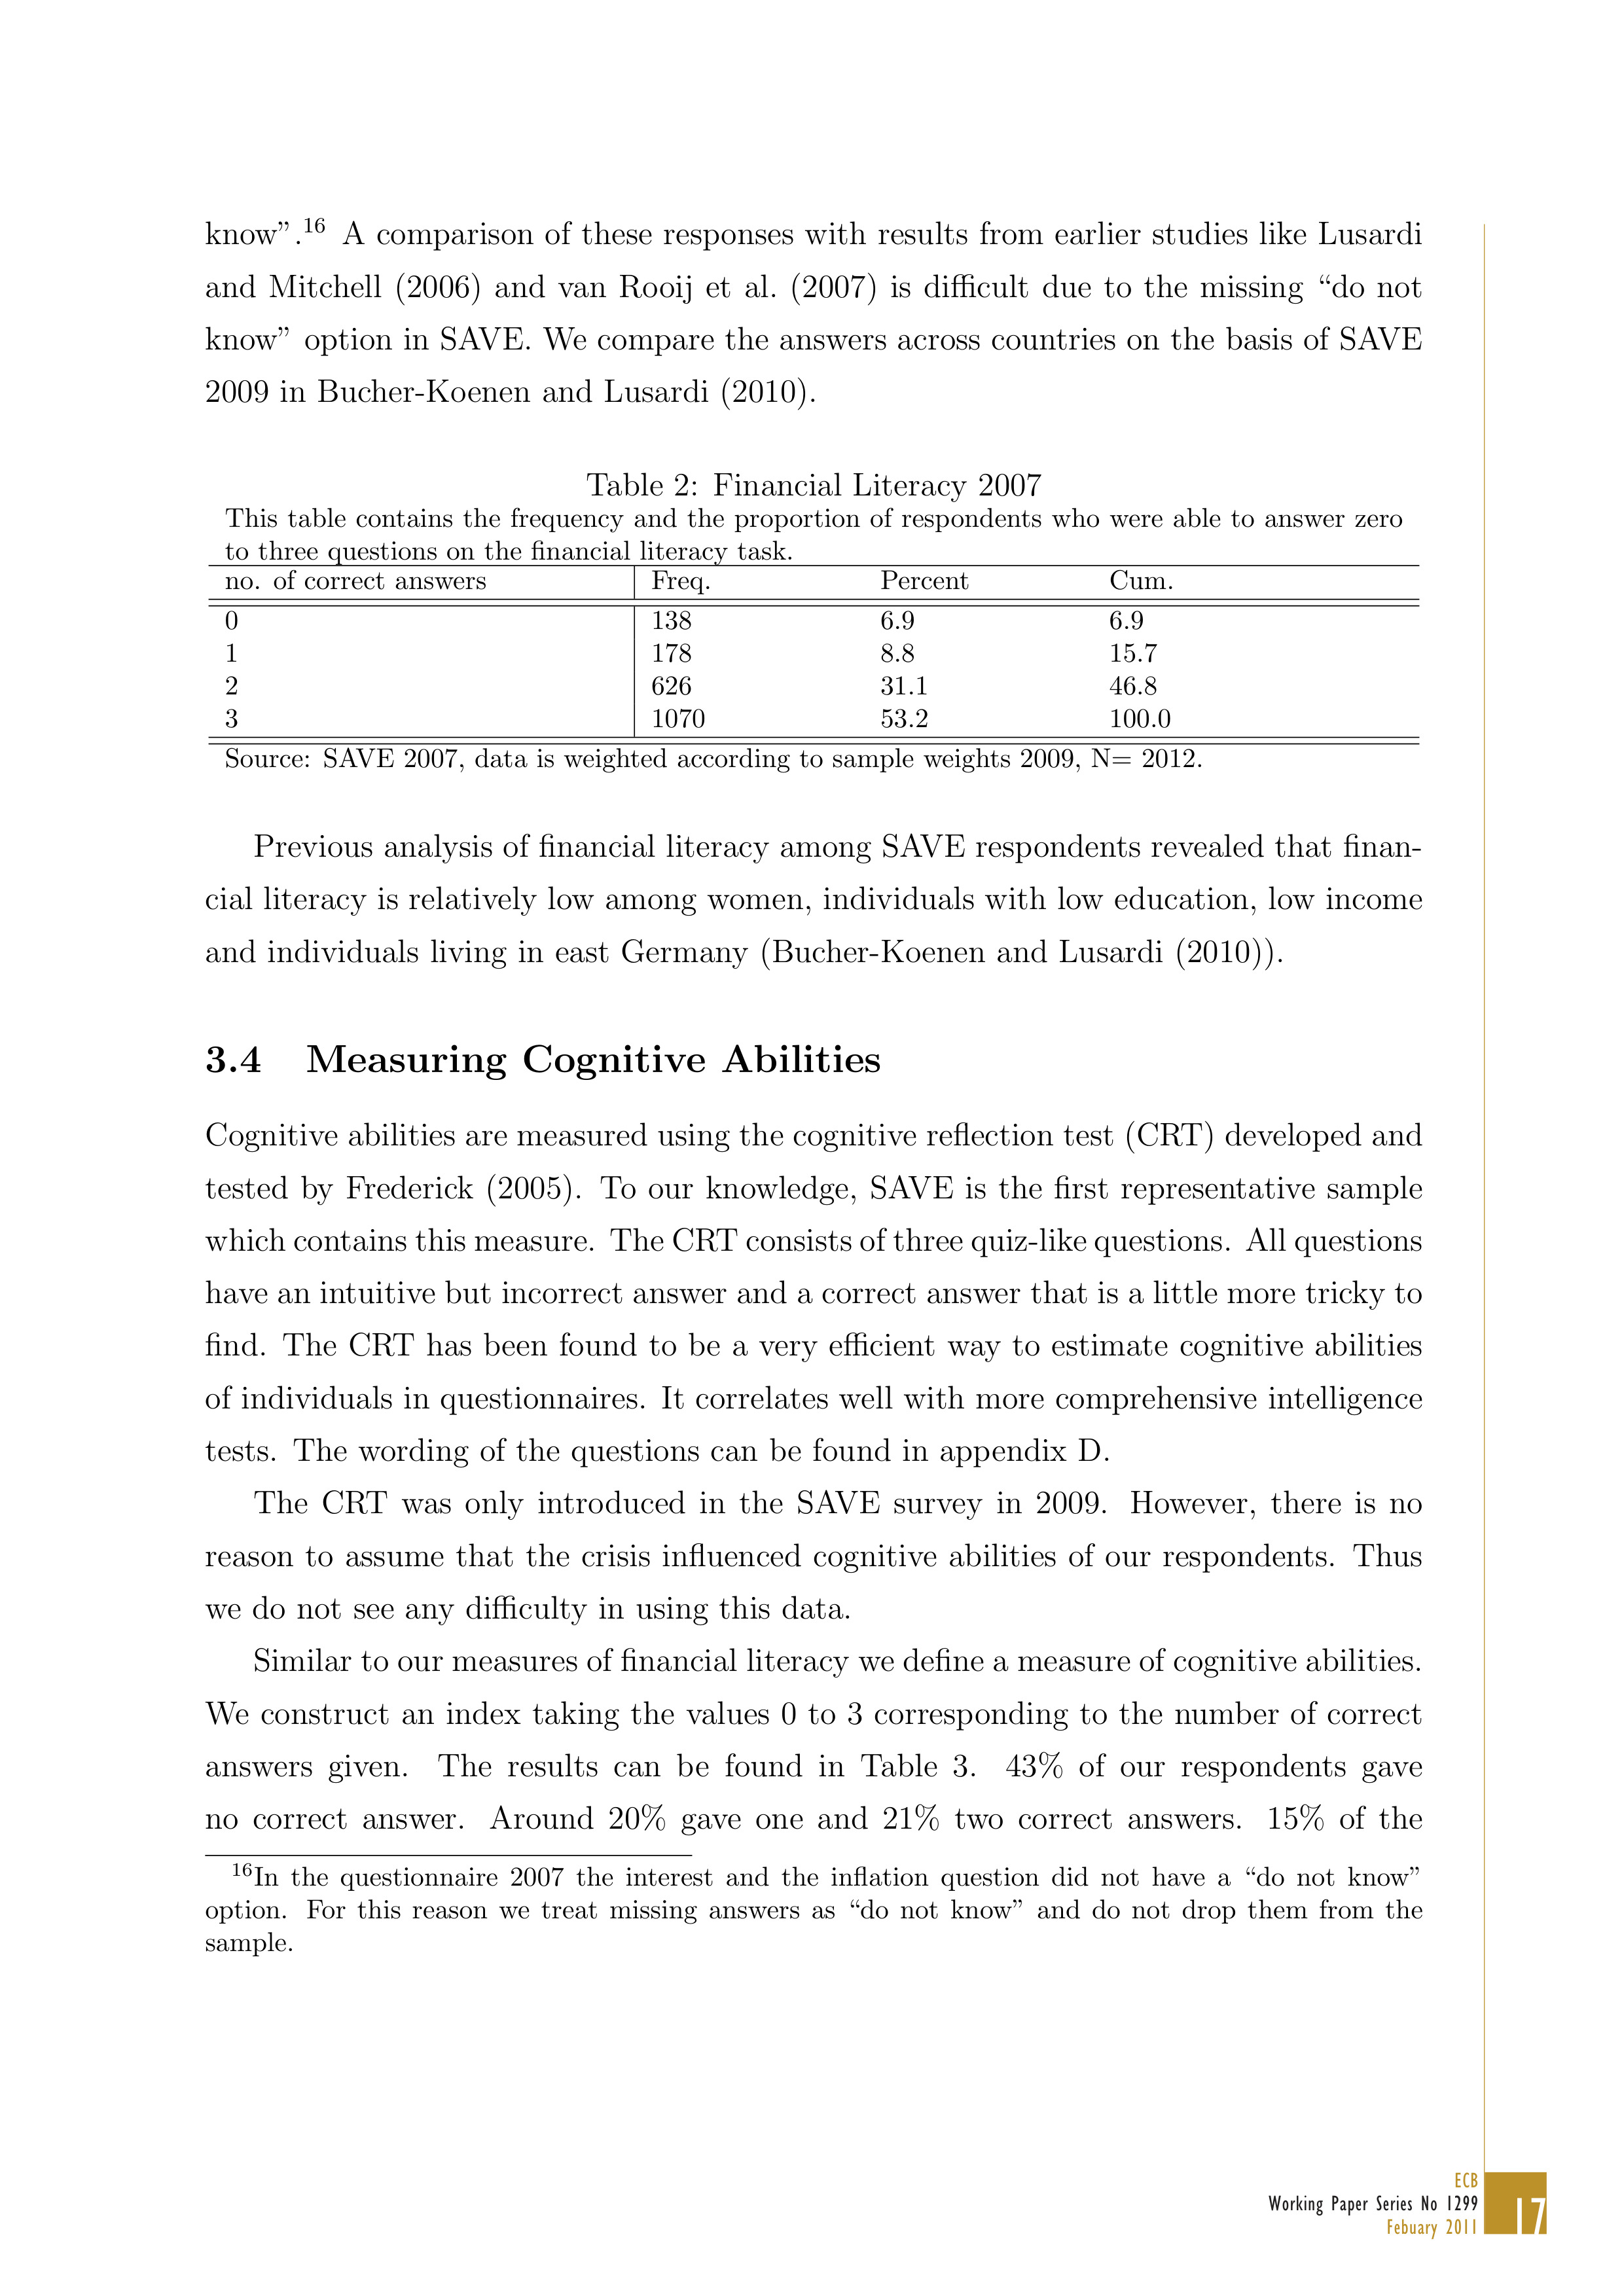 know”.16 A comparison of these responses with results from earlier studies like Lusardi
and Mitchell (2006) and van Rooij et al. (2007) is difficult due to the missing “do not
know” option in SAVE. We compare the answers across countries on the basis of SAVE
2009 in Bucher-Koenen and Lusardi (2010).
Table 2: Financial Literacy 2007
This table contains the frequency and the proportion of respondents who were able to answer zero
to three questions on the financial literacy task.
no. of correct answers Freq. Percent Cum.
0 138 6.9 6.9
1 178 8.8 15.7
2 626 31.1 46.8
3 1070 53.2 100.0
Source: SAVE 2007, data is weighted according to sample weights 2009, N= 2012.
Previous analysis of financial literacy among SAVE respondents revealed that finan-
cial literacy is relatively low among women, individuals with low education, low income
and individuals living in east Germany (Bucher-Koenen and Lusardi (2010)).
3.4 Measuring Cognitive Abilities
Cognitive abilities are measured using the cognitive reflection test (CRT) developed and
tested by Frederick (2005). To our knowledge, SAVE is the first representative sample
which contains this measure. The CRT consists of three quiz-like questions. All questions
have an intuitive but incorrect answer and a correct answer that is a little more tricky to
find. The CRT has been found to be a very efficient way to estimate cognitive abilities
of individuals in questionnaires. It correlates well with more comprehensive intelligence
tests. The wording of the questions can be found in appendix D.
The CRT was only introduced in the SAVE survey in 2009. However, there is no
reason to assume that the crisis influenced cognitive abilities of our respondents. Thus
we do not see any difficulty in using this data.
Similar to our measures of financial literacy we define a measure of cognitive abilities.
We construct an index taking the values 0 to 3 corresponding to the number of correct
answers given. The results can be found in Table 3. 43% of our respondents gave
no correct answer. Around 20% gave one and 21% two correct answers. 15% of the
16In the questionnaire 2007 the interest and the inflation question did not have a “do not know”
option. For this reason we treat missing answers as “do not know” and do not drop them from the
sample.
ECB
Working Paper Series No 1299
Febuary 2011
17